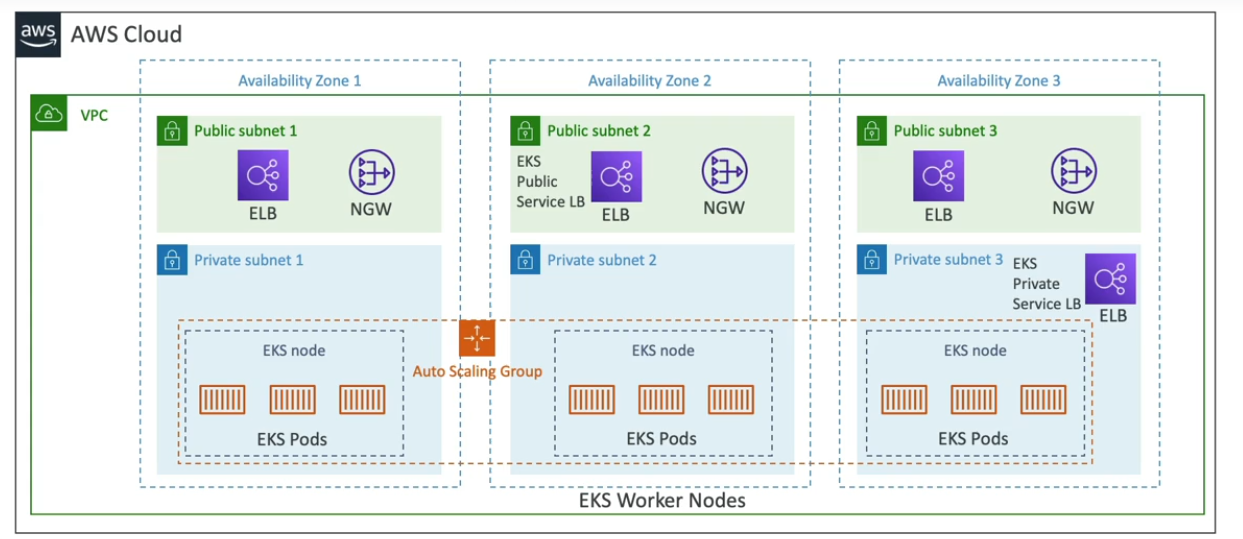 aws
AWS Cloud
Availability Zone 1
Availability Zone 2
Availability Zone 3
VPC
Public subnet 1
ELB
NGW
Public subnet 2
EKS
Public
Service LB
ELB
NGW
Public subnet 3
ELB
NGW
Private subnet 1
Private subnet 2
Private subnet 3
EKS
Private
Service LB
ELB
Auto Scaling Group
EKS node
EKS Pods
EKS node
EKS Pods
EKS node
EKS Pods
EKS Worker Nodes